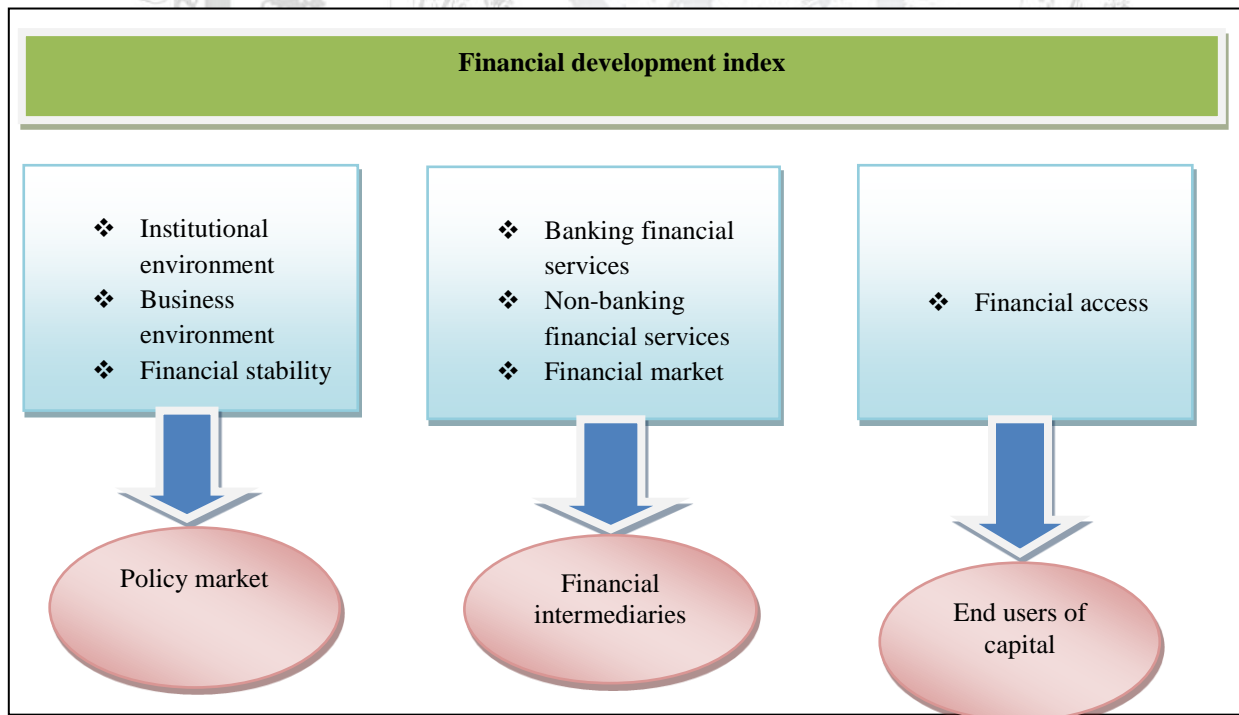 Financial development index
❖ Institutional
environment
❖ Business
environment
❖ Financial stability
❖ Banking financial
services
❖ Non-banking
financial services
❖ Financial market
❖ Financial access
Policy market
Financial
intermediaries
End users of
capital